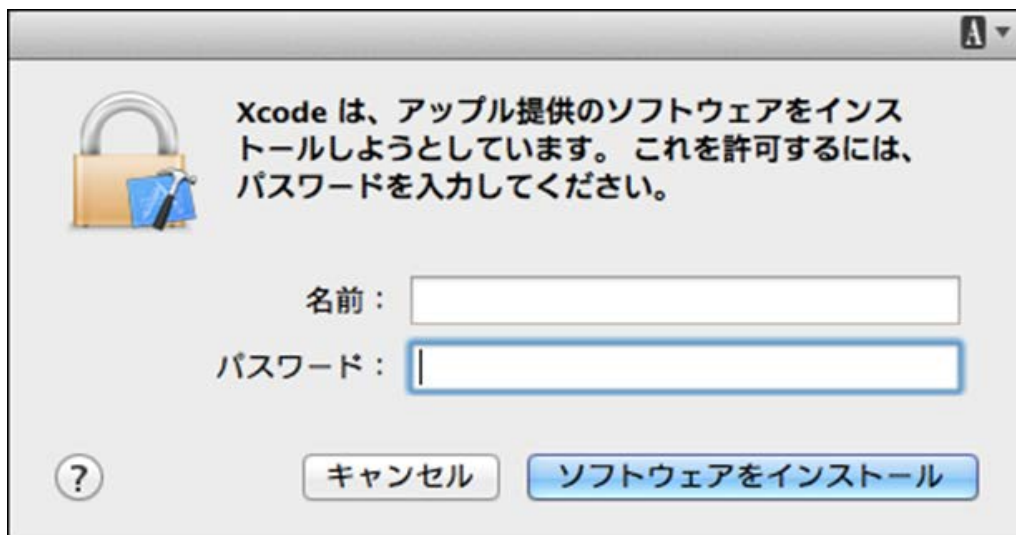 A
Xcode は、アップル提供のソフトウェアをインス
トールしようとしています。 これを許可するには、
パスワードを入力してください。
名前：
パスワード：
?
キャンセル
ソフトウェアをインストール